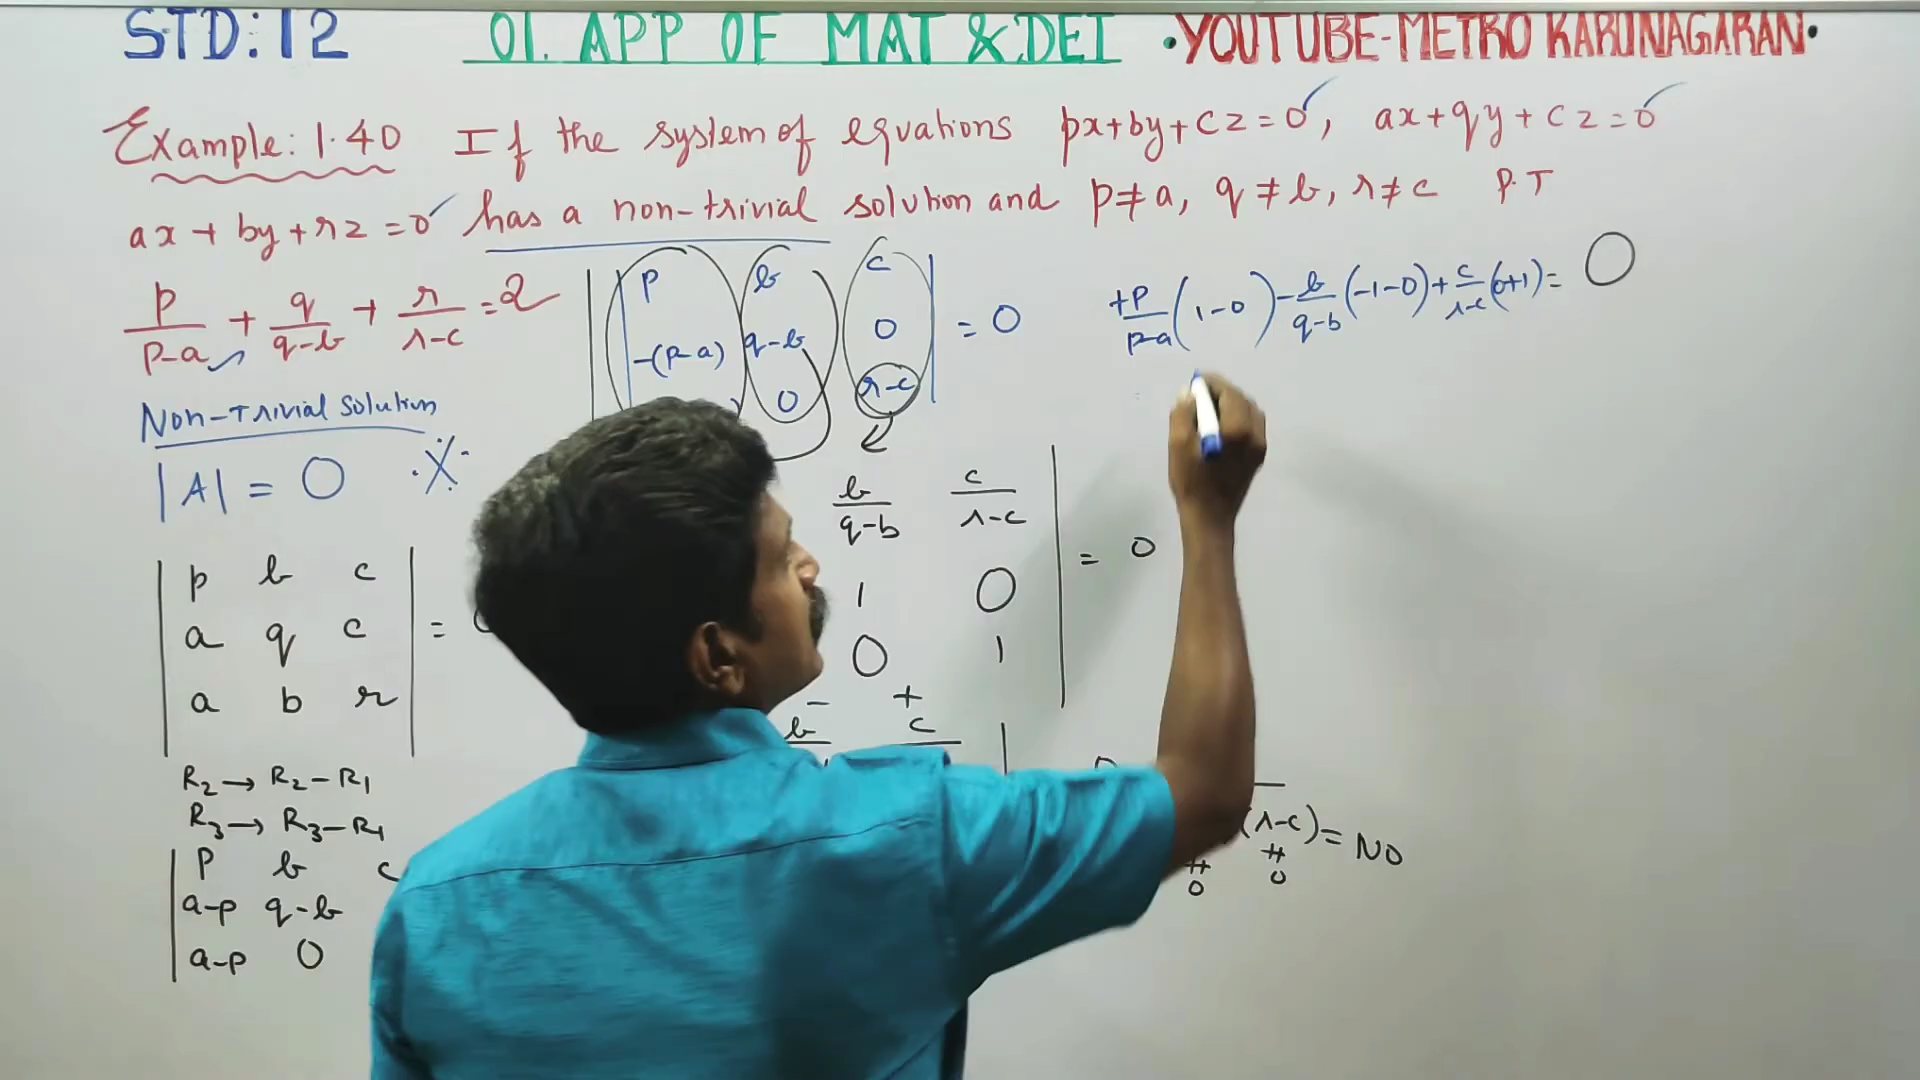 STD:12 01. APP OF MAT & DET •YOUTUBE-METRO KARUNAGARAN•
Example: 1.40 If the system of equations px+by+cz=0, ax+qy+cz=0
ax+by+rz=0 has a non-trivial solution and p≠a, q≠b, r≠c P.T
p/p-a + q/q-b + r/r-c = 2
Non-Trivial Solution
|A| = 0
| p b c |
| a q c | =
| a b r |
R2→ R2-R1
R3→ R3-R1
| P b c
a-p q-b
a-p 0
| p b c |
| -(p-a) q-b 0 | = 0
0 r-c
b/q-b c/r-c |
1 0 | = 0
0 1 |
- +
b c
(r-c) = NO
≠ ≠
0 0
+P/p-a (1-0) - b/q-b (-1-0) + c/r-c (0+1) = 0